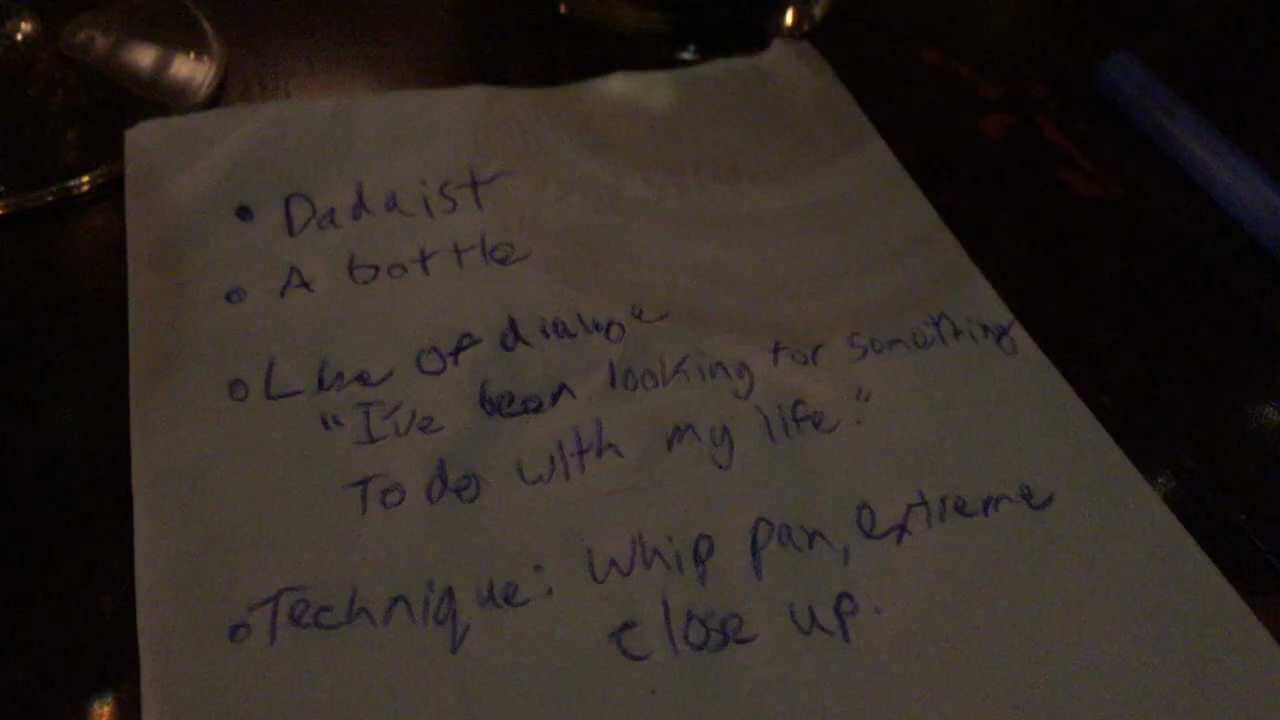 • Dadaist
• A bottle
• Line of dialoge
"I've been looking for something
To do with my life."
• Technique: Whip pan, extreme
close up.